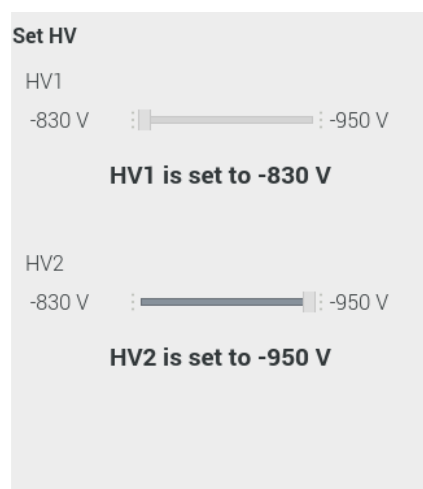 Set HV
HV1
-830 V -950 V
HV1 is set to -830 V
HV2
-830 V -950 V
HV2 is set to -950 V